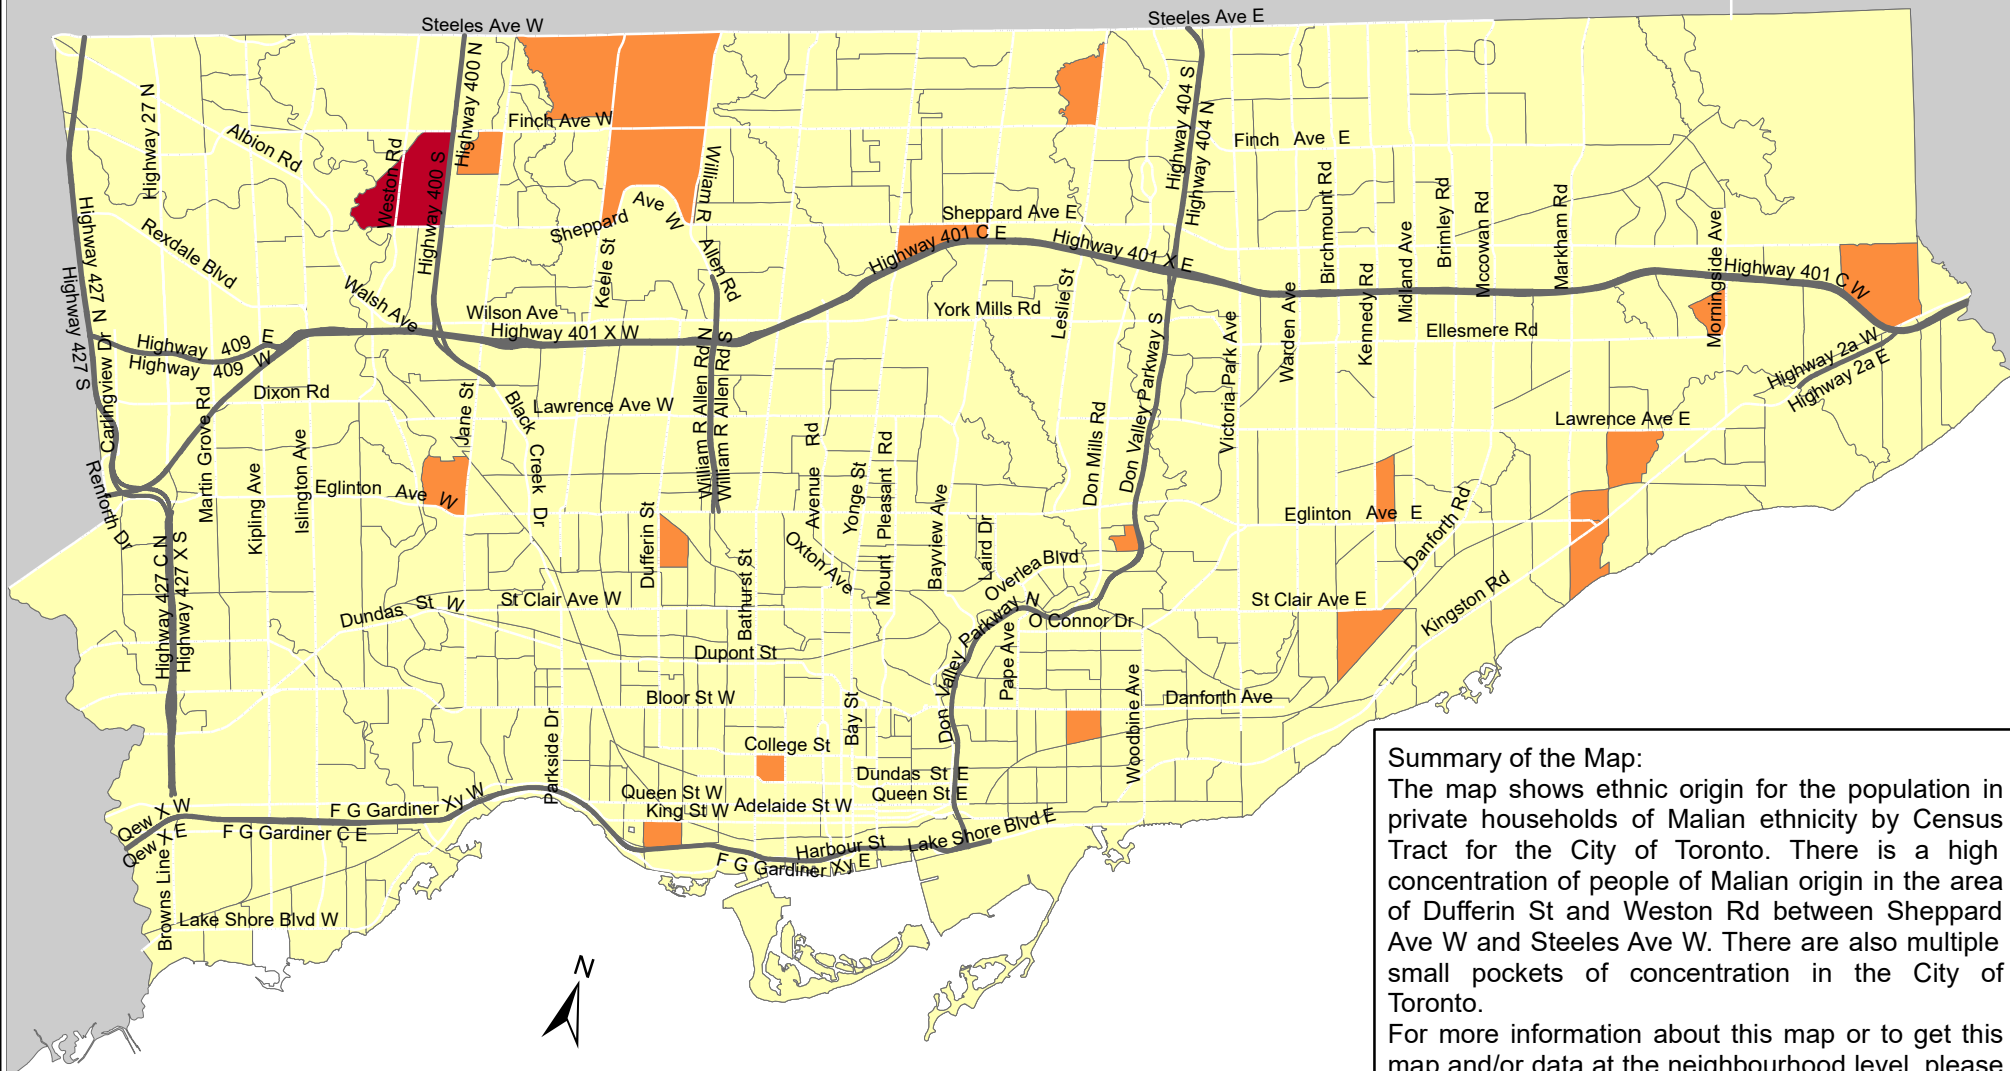 Steeles Ave W
Steeles Ave E
Highway 400 N
Highway 404 S
Highway 404 N
Highway 27 N
Albion Rd
Finch Ave W
Finch Ave E
Weston Rd
Highway 400 S
William R Allen Rd
Sheppard Ave W
Sheppard Ave E
Keele St
Highway 401 C E
Highway 401 X E
Highway 401 C W
Birchmount Rd
Kennedy Rd
Midland Ave
Brimley Rd
Mccowan Rd
Markham Rd
Morningside Ave
Highway 427 N
Highway 427 S
Rexdale Blvd
Walsh Ave
Wilson Ave
Highway 401 X W
York Mills Rd
Leslie St
Ellesmere Rd
Warden Ave
Victoria Park Ave
Highway 409 E
Highway 409 W
Carlingview Dr
Dixon Rd
Martin Grove Rd
Jane St
Black Creek Dr
Lawrence Ave W
Lawrence Ave E
William R Allen Rd N
William R Allen Rd S
Highway 2a W
Highway 2a E
Renforth Dr
Kipling Ave
Islington Ave
Eglinton Ave W
Eglinton Ave E
Dufferin St
Bathurst St
Avenue Rd
Oxton Ave
Yonge St
Mount Pleasant Rd
Bayview Ave
Laird Dr
Overlea Blvd
Don Mills Rd
Don Valley Parkway S
Don Valley Parkway N
Danforth Rd
Kingston Rd
Highway 427 C N
Highway 427 X S
Dundas St W
St Clair Ave W
St Clair Ave E
O Connor Dr
Pape Ave
Dupont St
Bloor St W
Danforth Ave
Woodbine Ave
Parkside Dr
Bay St
College St
Dundas St E
Queen St E
Queen St W
King St W
Adelaide St W
Qew X W
Qew X E
F G Gardiner Xy W
F G Gardiner C E
Harbour St
Lake Shore Blvd E
F G Gardiner Xy E
Browns Line
Lake Shore Blvd W
N
Summary of the Map:
The map shows ethnic origin for the population in
private households of Malian ethnicity by Census
Tract for the City of Toronto. There is a high
concentration of people of Malian origin in the area
of Dufferin St and Weston Rd between Sheppard
Ave W and Steeles Ave W. There are also multiple
small pockets of concentration in the City of
Toronto.
For more information about this map or to get this
map and/or data at the neighbourhood level, please